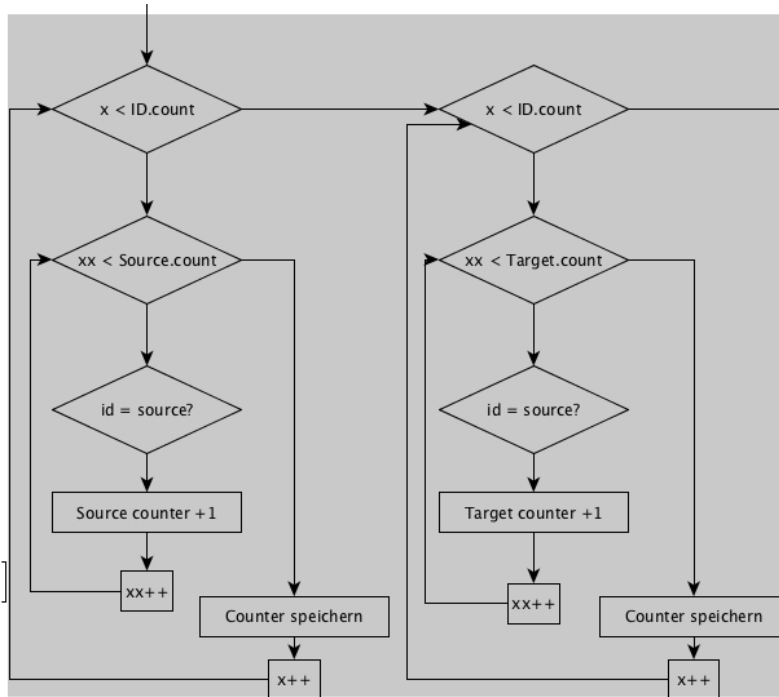 x < ID.count
xx < Source.count
id = source?
Source counter +1
xx++
Counter speichern
x++
x < ID.count
xx < Target.count
id = source?
Target counter +1
xx++
Counter speichern
x++